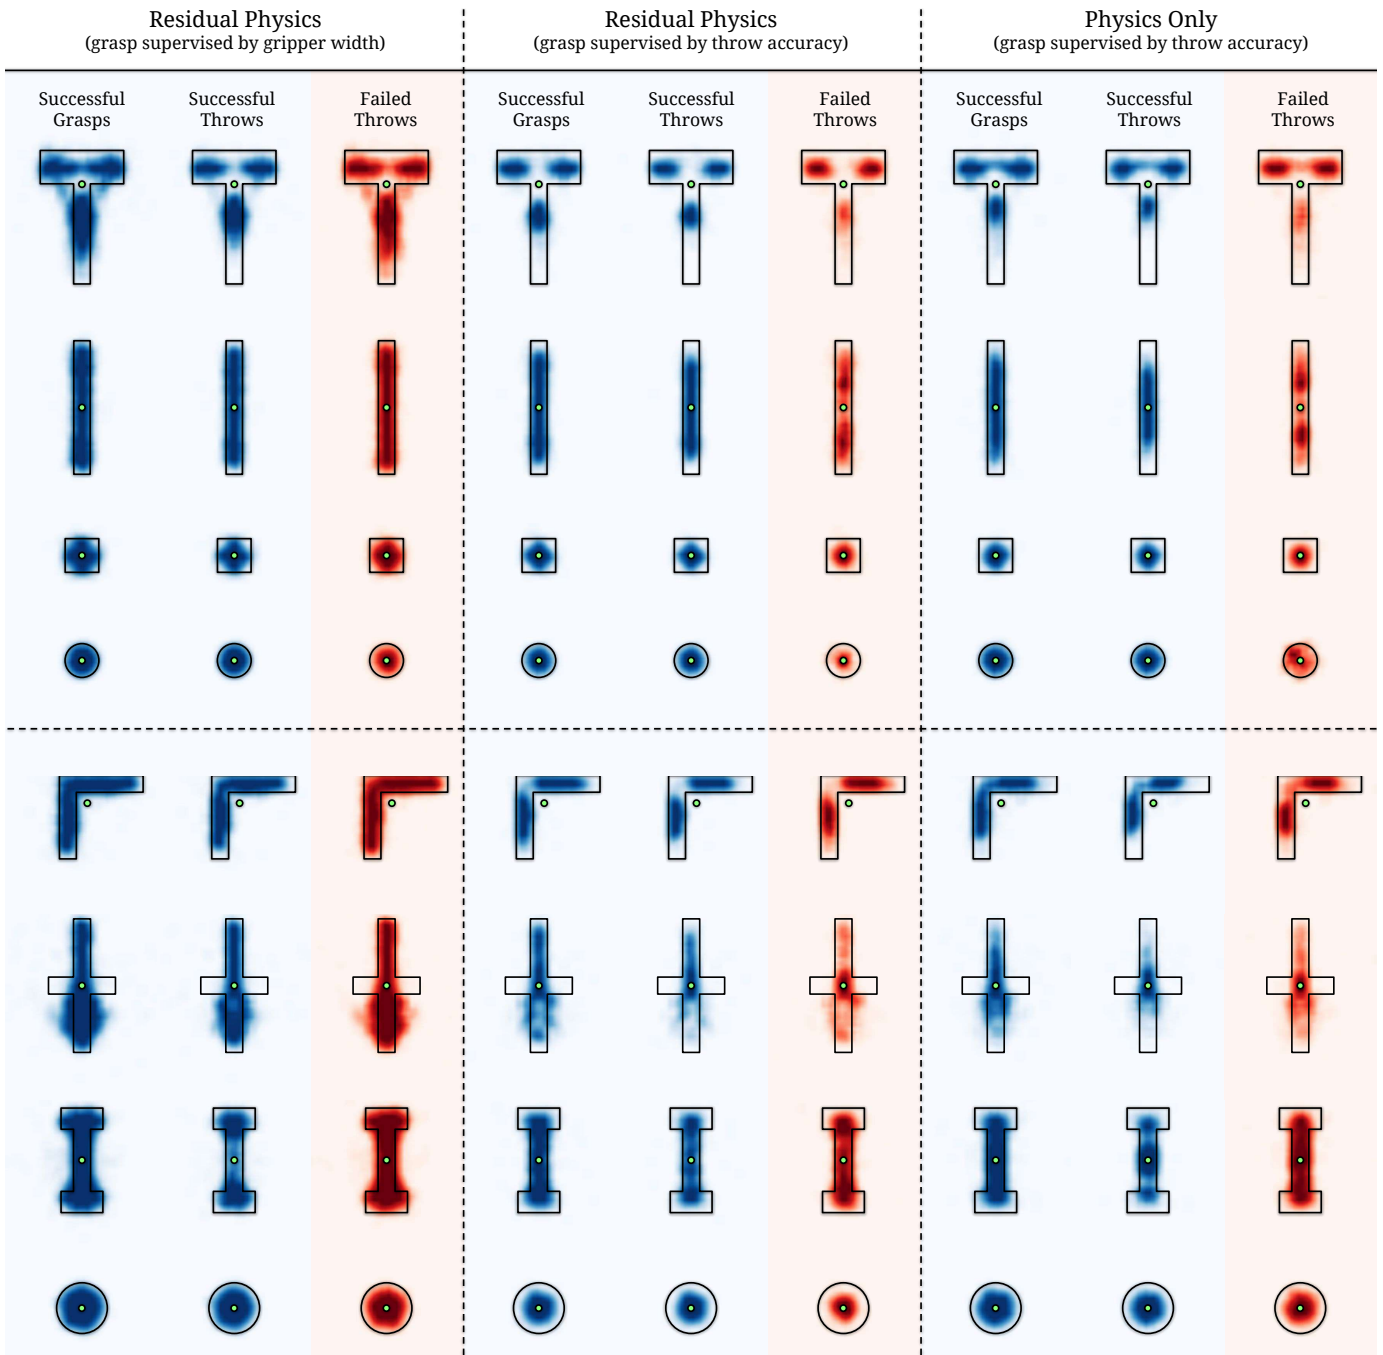 Residual Physics
(grasp supervised by gripper width)
Residual Physics
(grasp supervised by throw accuracy)
Physics Only
(grasp supervised by throw accuracy)
Successful
Grasps
Successful
Throws
Failed
Throws
Successful
Grasps
Successful
Throws
Failed
Throws
Successful
Grasps
Successful
Throws
Failed
Throws